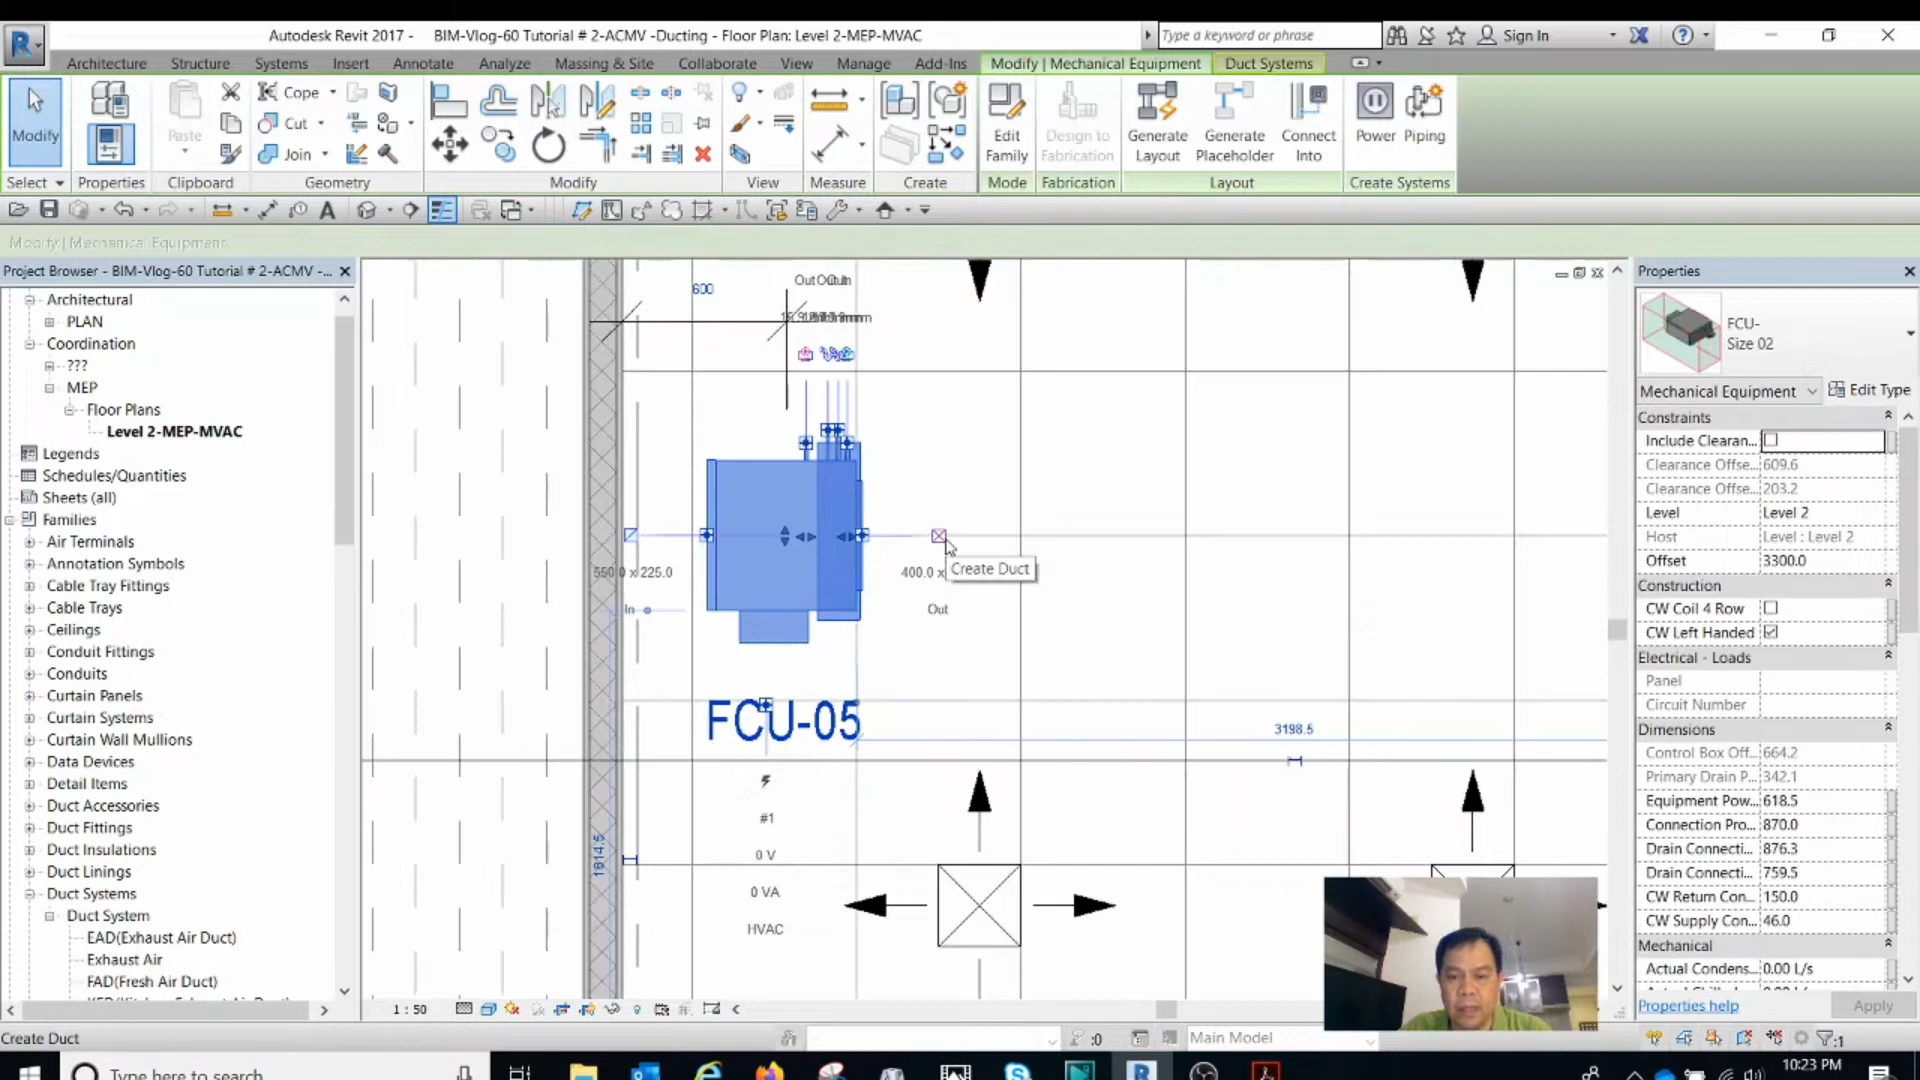 Autodesk Revit 2017 -    BIM-Vlog-60 Tutorial # 2-ACMV -Ducting - Floor Plan: Level 2-MEP-MVAC
Type a keyword or phrase
Sign In
Architecture Structure Systems Insert Annotate Analyze Massing & Site Collaborate View Manage Add-Ins Modify | Mechanical Equipment Duct Systems
Modify
Paste
Cope
Cut
Join
Edit
Family
Design to
Fabrication
Generate
Layout
Generate
Placeholder
Connect
Into
Power Piping
Select Properties Clipboard Geometry Modify View Measure Create Mode Fabrication Layout Create Systems
Modify | Mechanical Equipment
Project Browser - BIM-Vlog-60 Tutorial # 2-ACMV -...
Architectural
PLAN
Coordination
???
MEP
Floor Plans
Level 2-MEP-MVAC
Legends
Schedules/Quantities
Sheets (all)
Families
Air Terminals
Annotation Symbols
Cable Tray Fittings
Cable Trays
Ceilings
Conduit Fittings
Conduits
Curtain Panels
Curtain Systems
Curtain Wall Mullions
Data Devices
Detail Items
Duct Accessories
Duct Fittings
Duct Insulations
Duct Linings
Duct Systems
Duct System
EAD(Exhaust Air Duct)
Exhaust Air
FAD(Fresh Air Duct)
600
Out
550.0 x 225.0
In
400.0 x
Create Duct
Out
FCU-05
3198.5
1614.5
#1
0 V
0 VA
HVAC
1 : 50
Properties
FCU-
Size 02
Mechanical Equipment
Edit Type
Constraints
Include Clearan...
Clearance Offse... 609.6
Clearance Offse... 203.2
Level Level 2
Host Level : Level 2
Offset 3300.0
Construction
CW Coil 4 Row
CW Left Handed
Electrical - Loads
Panel
Circuit Number
Dimensions
Control Box Off... 664.2
Primary Drain P... 342.1
Equipment Pow... 618.5
Connection Pro... 870.0
Drain Connecti... 876.3
Drain Connecti... 759.5
CW Return Con... 150.0
CW Supply Con... 46.0
Mechanical
Actual Condens... 0.00 L/s
Properties help
Apply
Create Duct
:0
Main Model
:1
Type here to search
10:23 PM